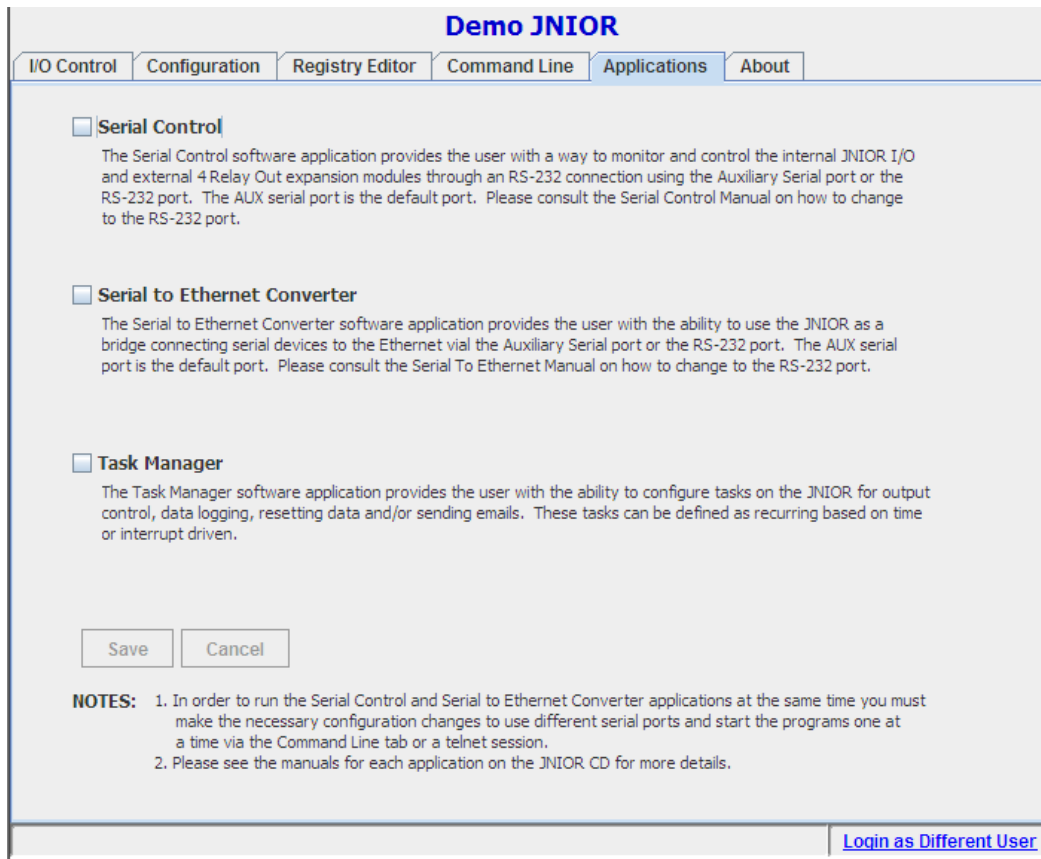 Demo JNIOR
I/O Control Configuration Registry Editor Command Line Applications About
Serial Control
The Serial Control software application provides the user with a way to monitor and control the internal JNIOR I/O
and external 4 Relay Out expansion modules through an RS-232 connection using the Auxiliary Serial port or the
RS-232 port. The AUX serial port is the default port. Please consult the Serial Control Manual on how to change
to the RS-232 port.
Serial to Ethernet Converter
The Serial to Ethernet Converter software application provides the user with the ability to use the JNIOR as a
bridge connecting serial devices to the Ethernet vial the Auxiliary Serial port or the RS-232 port. The AUX serial
port is the default port. Please consult the Serial To Ethernet Manual on how to change to the RS-232 port.
Task Manager
The Task Manager software application provides the user with the ability to configure tasks on the JNIOR for output
control, data logging, resetting data and/or sending emails. These tasks can be defined as recurring based on time
or interrupt driven.
Save Cancel
NOTES: 1. In order to run the Serial Control and Serial to Ethernet Converter applications at the same time you must
make the necessary configuration changes to use different serial ports and start the programs one at
a time via the Command Line tab or a telnet session.
2. Please see the manuals for each application on the JNIOR CD for more details.
Login as Different User